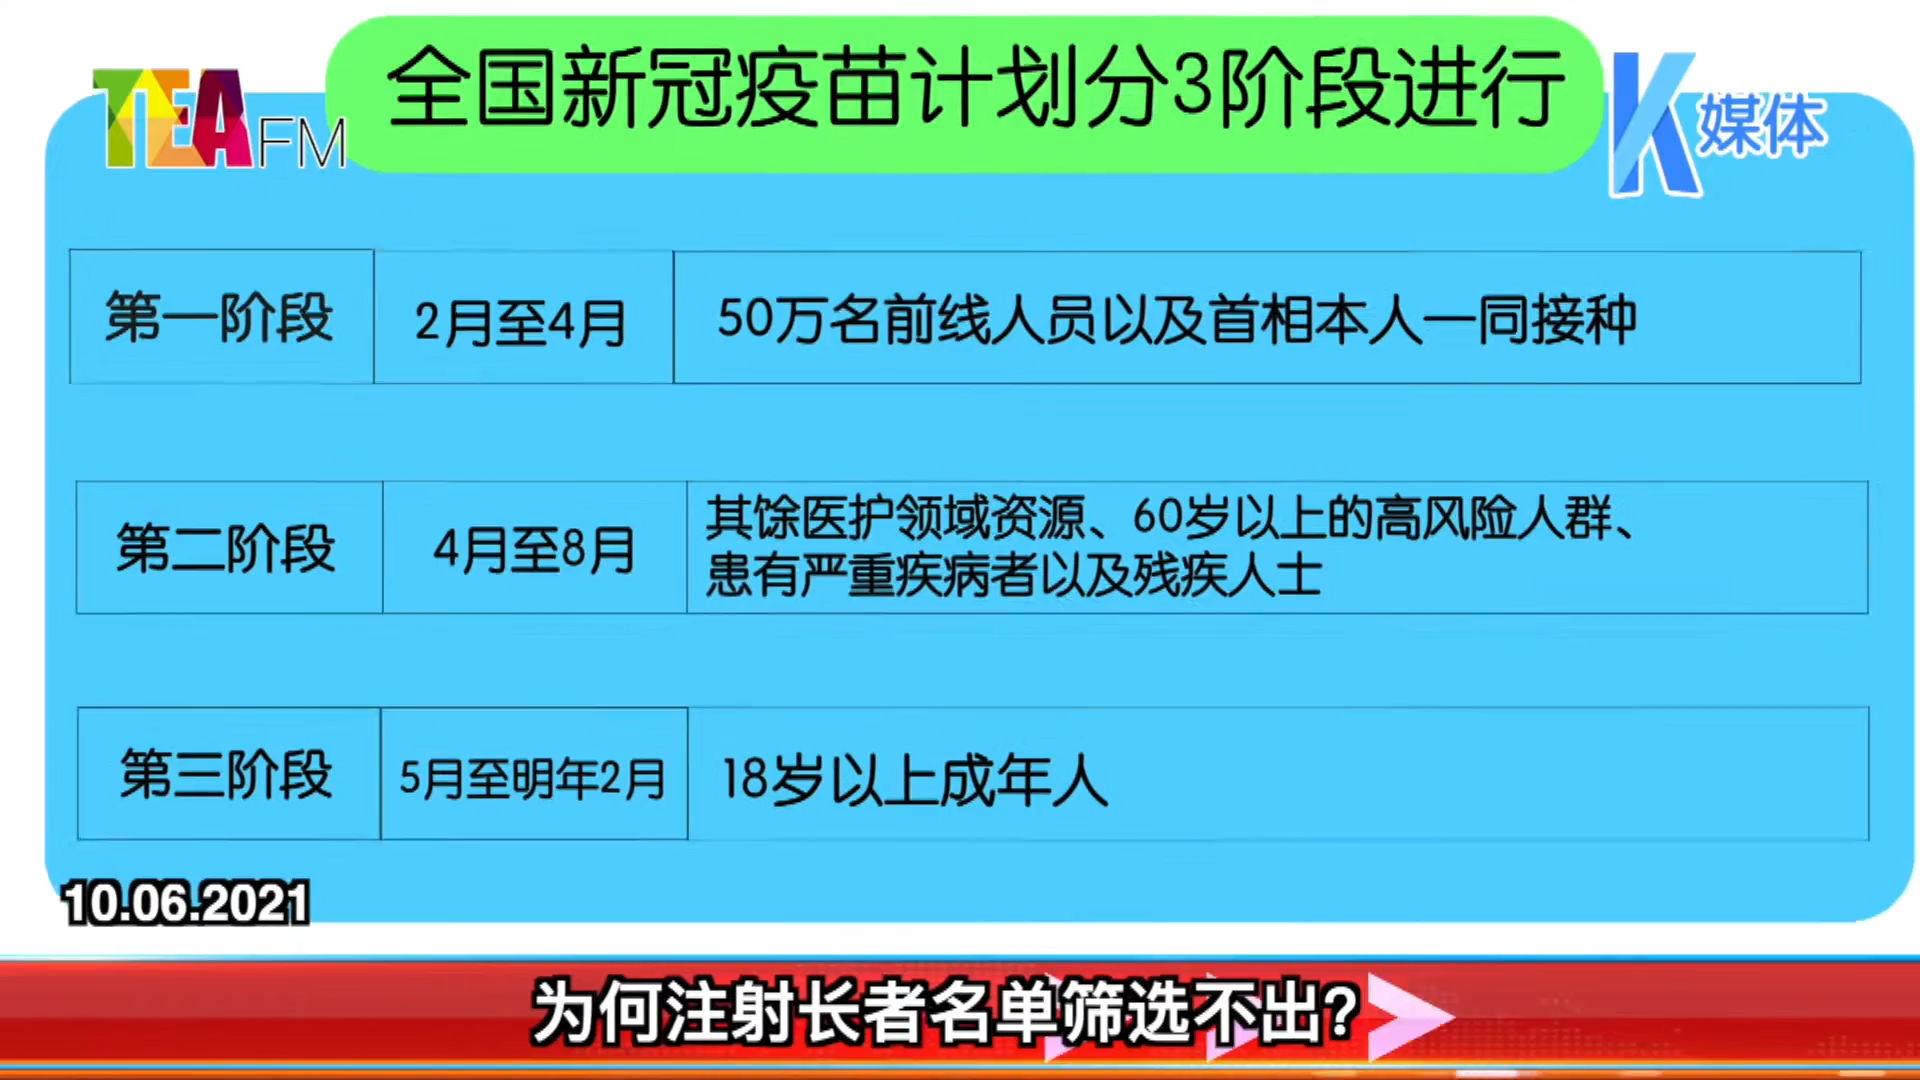 TEA FM
全国新冠疫苗计划分3阶段进行
K 媒体
第一阶段
2月至4月
50万名前线人员以及首相本人一同接种
第二阶段
4月至8月
其馀医护领域资源、60岁以上的高风险人群、
患有严重疾病者以及残疾人士
第三阶段
5月至明年2月
18岁以上成年人
10.06.2021
为何注射长者名单筛选不出?